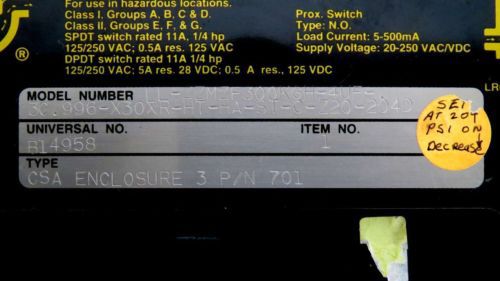 For use in
hazardous locations:
Class I. Groups A, B, C & D.
Class II, Groups E, F, & G.
SPDT switch rated 11A, 1/4 hp
125/250 VAC; 0.5A res. 125 VAC
DPDT switch rated 11A 1/4 hp
125/250 VAC; 5A res. 28 VDC; 0.5 A res., 125 VDC
Prox. Switch
Type: N.O.
Load Current: 5-500mA
Supply Voltage: 20-250 VAC/VDC
MODEL NUMBER
UNIVERSAL NO.
ITEM NO.
B14958
1
TYPE
CSA ENCLOSURE 3 P/N 701
SET
AT 207
PSI ON
Decrease